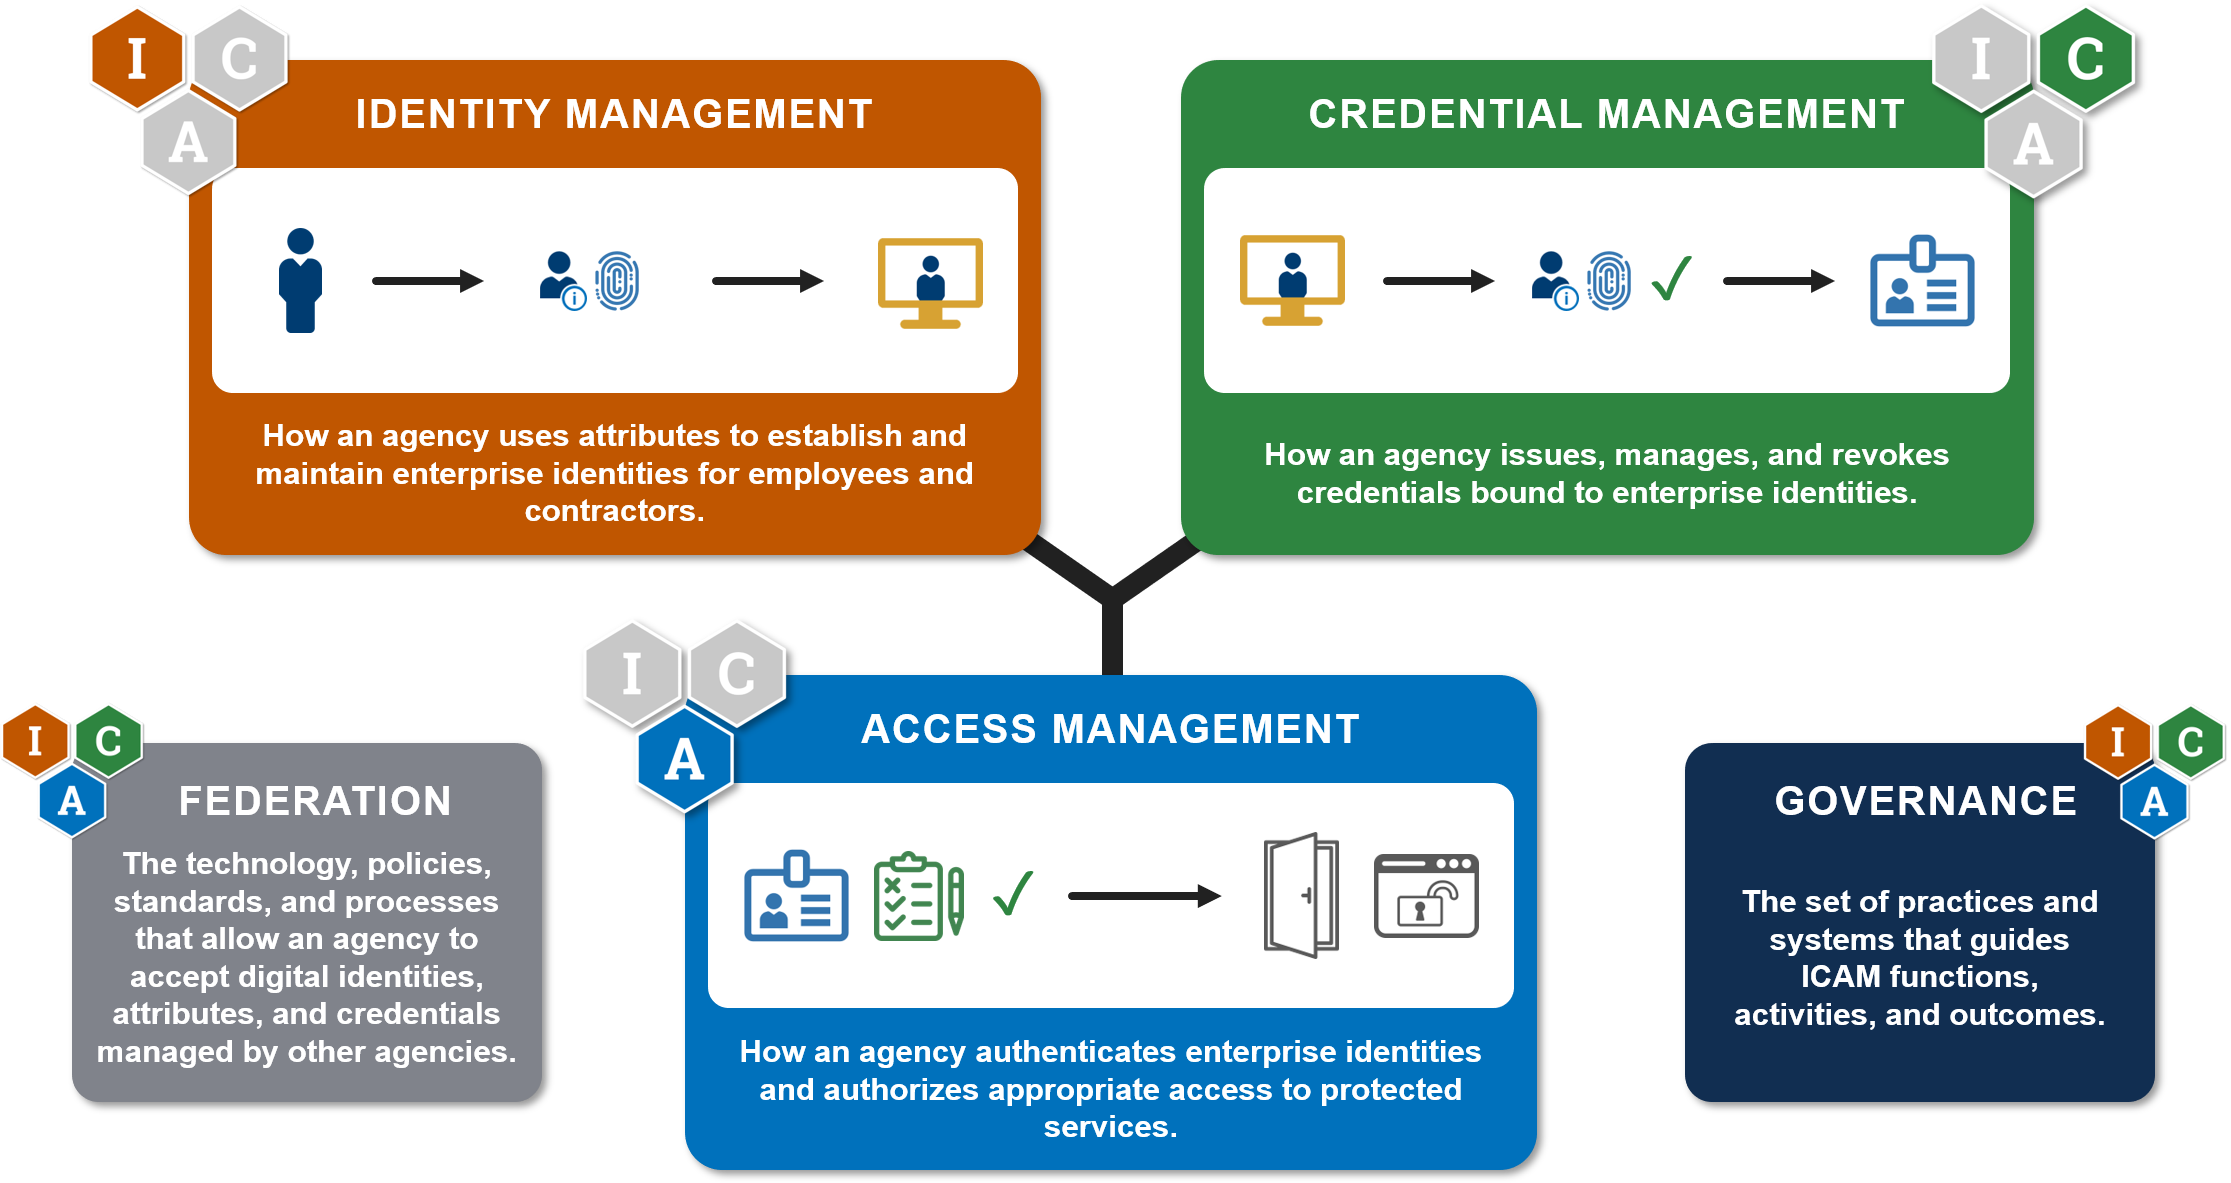 I
C
A
IDENTITY MANAGEMENT
How an agency uses attributes to establish and
maintain enterprise identities for employees and
contractors.
I
C
A
CREDENTIAL MANAGEMENT
How an agency issues, manages, and revokes
credentials bound to enterprise identities.
I
C
A
FEDERATION
The technology, policies,
standards, and processes
that allow an agency to
accept digital identities,
attributes, and credentials
managed by other agencies.
I
C
A
ACCESS MANAGEMENT
How an agency authenticates enterprise identities
and authorizes appropriate access to protected
services.
I
C
A
GOVERNANCE
The set of practices and
systems that guides
ICAM functions,
activities, and outcomes.